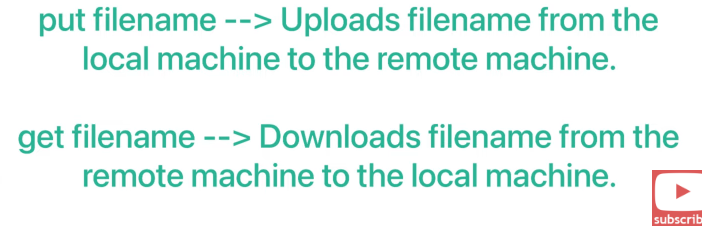 put filename --> Uploads filename from the
local machine to the remote machine.
get filename --> Downloads filename from the
remote machine to the local machine.
subscrib